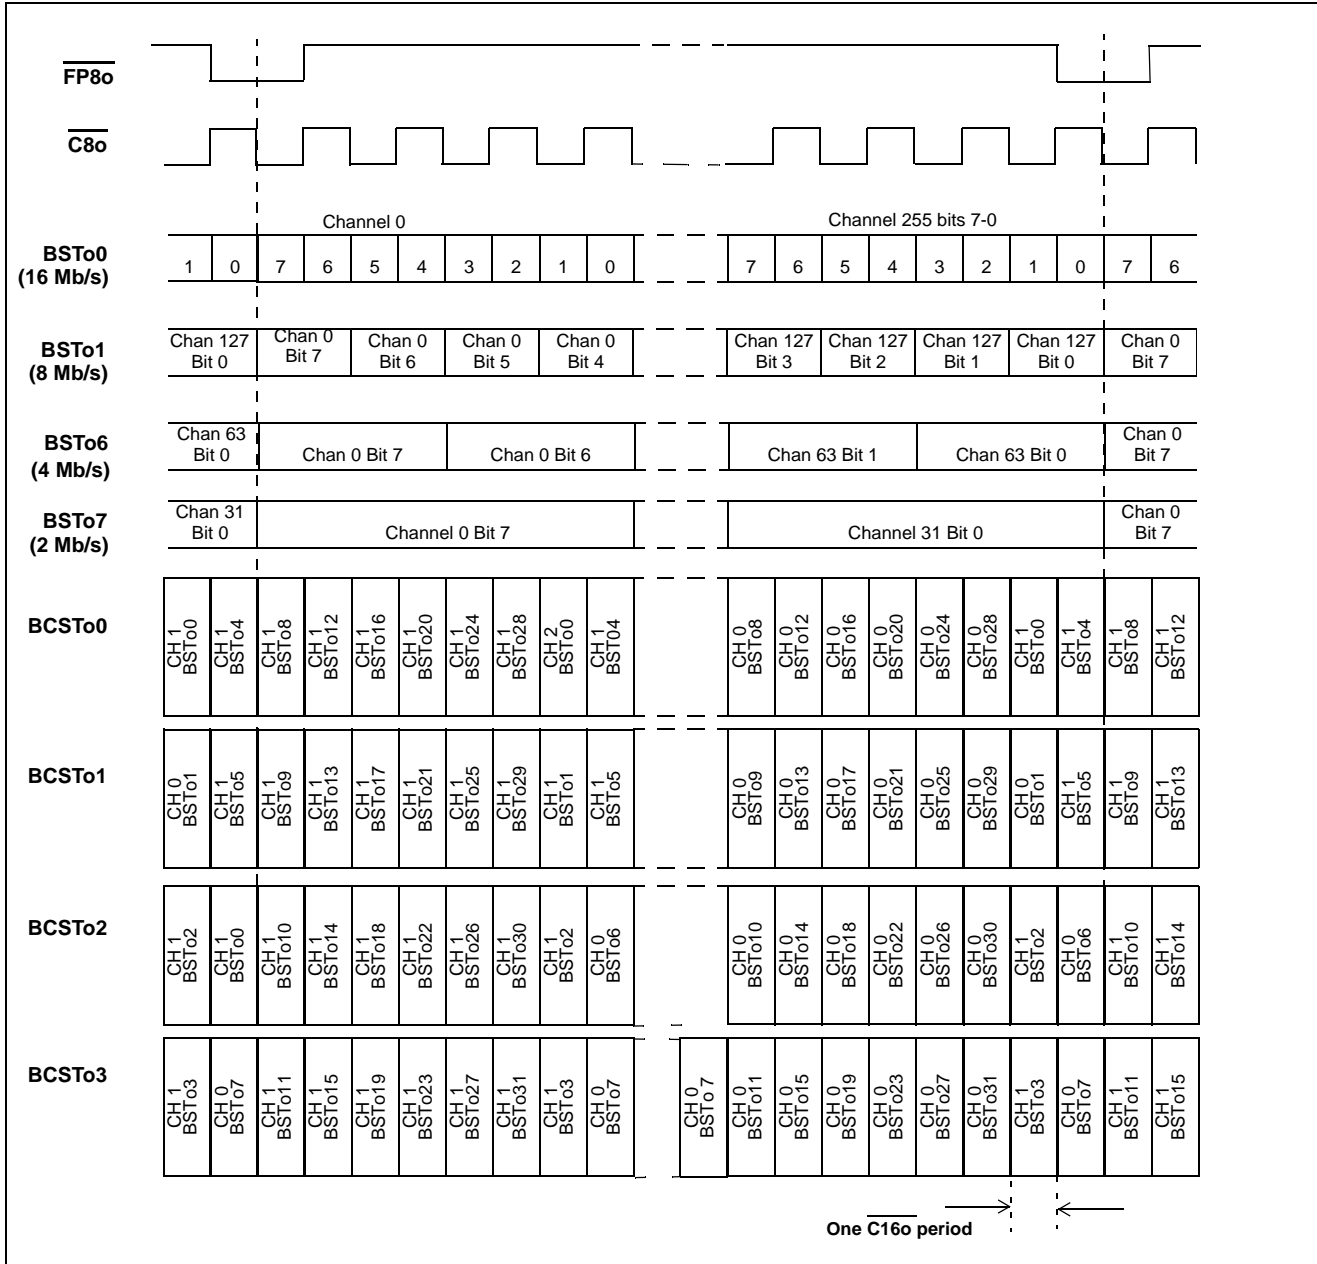 FP8o
C8o
Channel 0
Channel 255 bits 7-0
BSTo0
(16 Mb/s)
1 0 7 6 5 4 3 2 1 0 7 6 5 4 3 2 1 0 7 6
BSTo1
(8 Mb/s)
Chan 127 Bit 0
Chan 0 Bit 7
Chan 0 Bit 6
Chan 0 Bit 5
Chan 0 Bit 4
Chan 127 Bit 3
Chan 127 Bit 2
Chan 127 Bit 1
Chan 127 Bit 0
Chan 0 Bit 7
BSTo6
(4 Mb/s)
Chan 63 Bit 0
Chan 0 Bit 7
Chan 0 Bit 6
Chan 63 Bit 1
Chan 63 Bit 0
Chan 0 Bit 7
BSTo7
(2 Mb/s)
Chan 31 Bit 0
Channel 0 Bit 7
Channel 31 Bit 0
Chan 0 Bit 7
BCSTo0
CH 1 BSTo0
CH 1 BSTo4
CH 1 BSTo8
CH 1 BSTo12
CH 1 BSTo16
CH 1 BSTo20
CH 1 BSTo24
CH 1 BSTo28
CH 2 BSTo0
CH 1 BST04
CH 0 BSTo8
CH 0 BSTo12
CH 0 BSTo16
CH 0 BSTo20
CH 0 BSTo24
CH 0 BSTo28
CH 1 BSTo0
CH 1 BSTo4
CH 1 BSTo8
CH 1 BSTo12
BCSTo1
CH 0 BSTo1
CH 1 BSTo5
CH 1 BSTo9
CH 1 BSTo13
CH 1 BSTo17
CH 1 BSTo21
CH 1 BSTo25
CH 1 BSTo29
CH 1 BSTo1
CH 1 BSTo5
CH 0 BSTo9
CH 0 BSTo13
CH 0 BSTo17
CH 0 BSTo21
CH 0 BSTo25
CH 0 BSTo29
CH 0 BSTo1
CH 1 BSTo5
CH 1 BSTo9
CH 1 BSTo13
BCSTo2
CH 1 BSTo2
CH 1 BSTo0
CH 1 BSTo10
CH 1 BSTo14
CH 1 BSTo18
CH 1 BSTo22
CH 1 BSTo26
CH 1 BSTo30
CH 1 BSTo2
CH 0 BSTo6
CH 0 BSTo10
CH 0 BSTo14
CH 0 BSTo18
CH 0 BSTo22
CH 0 BSTo26
CH 0 BSTo30
CH 1 BSTo2
CH 0 BSTo6
CH 1 BSTo10
CH 1 BSTo14
BCSTo3
CH 1 BSTo3
CH 0 BSTo7
CH 1 BSTo11
CH 1 BSTo15
CH 1 BSTo19
CH 1 BSTo23
CH 1 BSTo27
CH 1 BSTo31
CH 1 BSTo3
CH 0 BSTo7
CH 0 BSTo 7
CH 0 BSTo11
CH 0 BSTo15
CH 0 BSTo19
CH 0 BSTo23
CH 0 BSTo27
CH 0 BSTo31
CH 1 BSTo3
CH 0 BSTo7
CH 1 BSTo11
CH 1 BSTo15
One C16o period